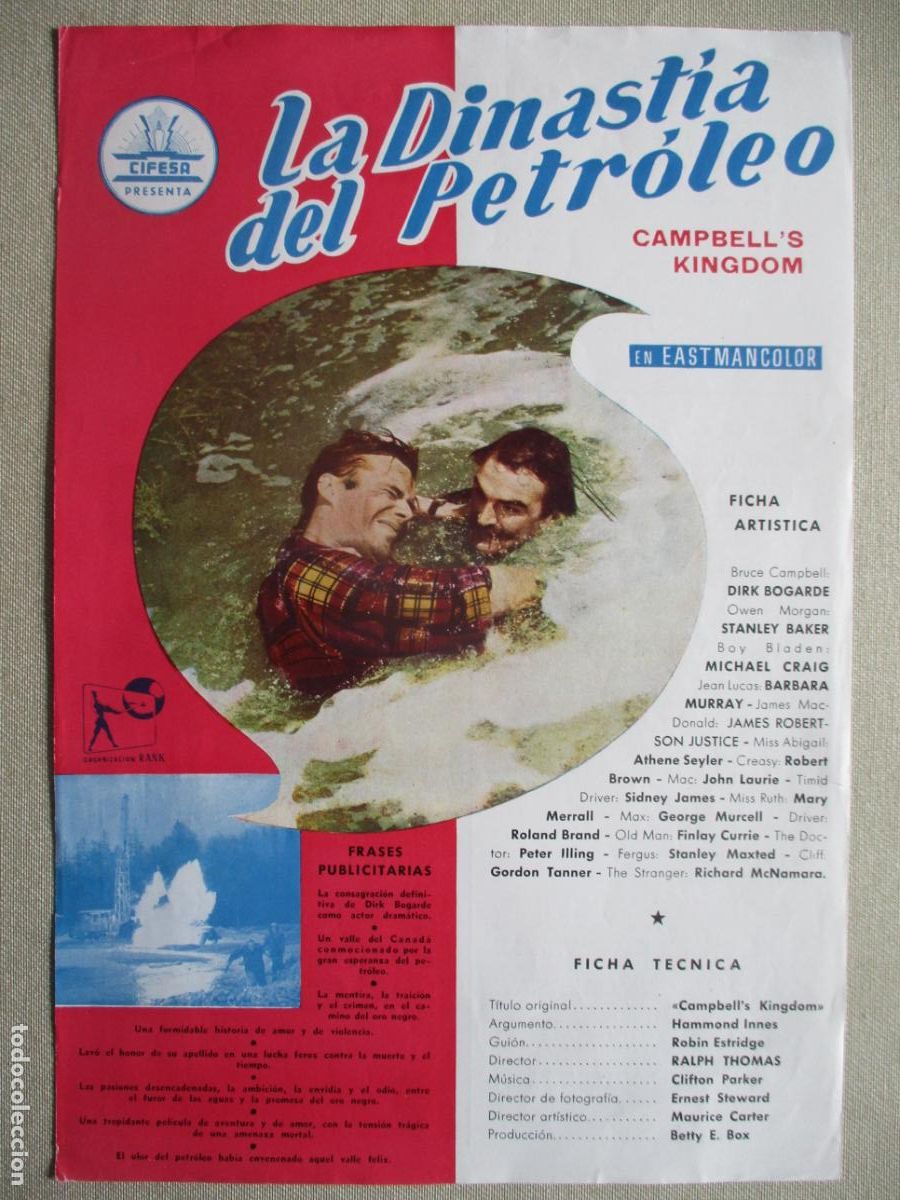 CIFESA
PRESENTA
La Dinastía
del Petróleo
CAMPBELL'S
KINGDOM
EN EASTMANCOLOR
FICHA
ARTISTICA
Bruce Campbell:
DIRK BOGARDE
Owen Morgan:
STANLEY BAKER
Boy Bladen:
MICHAEL CRAIG
Jean Lucas: BARBARA
MURRAY - James Mac-
Donald: JAMES ROBERT-
SON JUSTICE - Miss Abigail:
Athene Seyler - Creasy: Robert
Brown - Mac: John Laurie - Timid
Driver: Sidney James - Miss Ruth: Mary
Merrall - Max: George Murcell - Driver:
Roland Brand - Old Man: Finlay Currie - The Doc-
tor: Peter Illing - Fergus: Stanley Maxted - Cliff:
Gordon Tanner - The Stranger: Richard McNamara.
ORGANIZACION RANK
FRASES
PUBLICITARIAS
La consagración defini-
tiva de Dirk Bogarde
como actor dramático.
Un valle del Canadá
conmocionado por la
gran esperanza del pe-
tróleo.
La mentira, la traición
y el crimen, en el ca-
mino del oro negro.
Una formidable historia de amor y de violencia.
Lavó el honor de su apellido en una lucha feroz contra la muerte y el
tiempo.
Las pasiones desencadenadas, la ambición, la envidia y el odio, entre
el furor de las aguas y la promesa del oro negro.
Una trepidante película de aventura y de amor, con la tensión trágica
de una amenaza mortal.
El olor del petróleo había envenenado aquel valle feliz.
FICHA TECNICA
Título original............. «Campbell's Kingdom»
Argumento................. Hammond Innes
Guión..................... Robin Estridge
Director................... RALPH THOMAS
Música.................... Clifton Parker
Director de fotografía...... Ernest Steward
Director artístico........... Maurice Carter
Producción................ Betty E. Box
todocoleccion